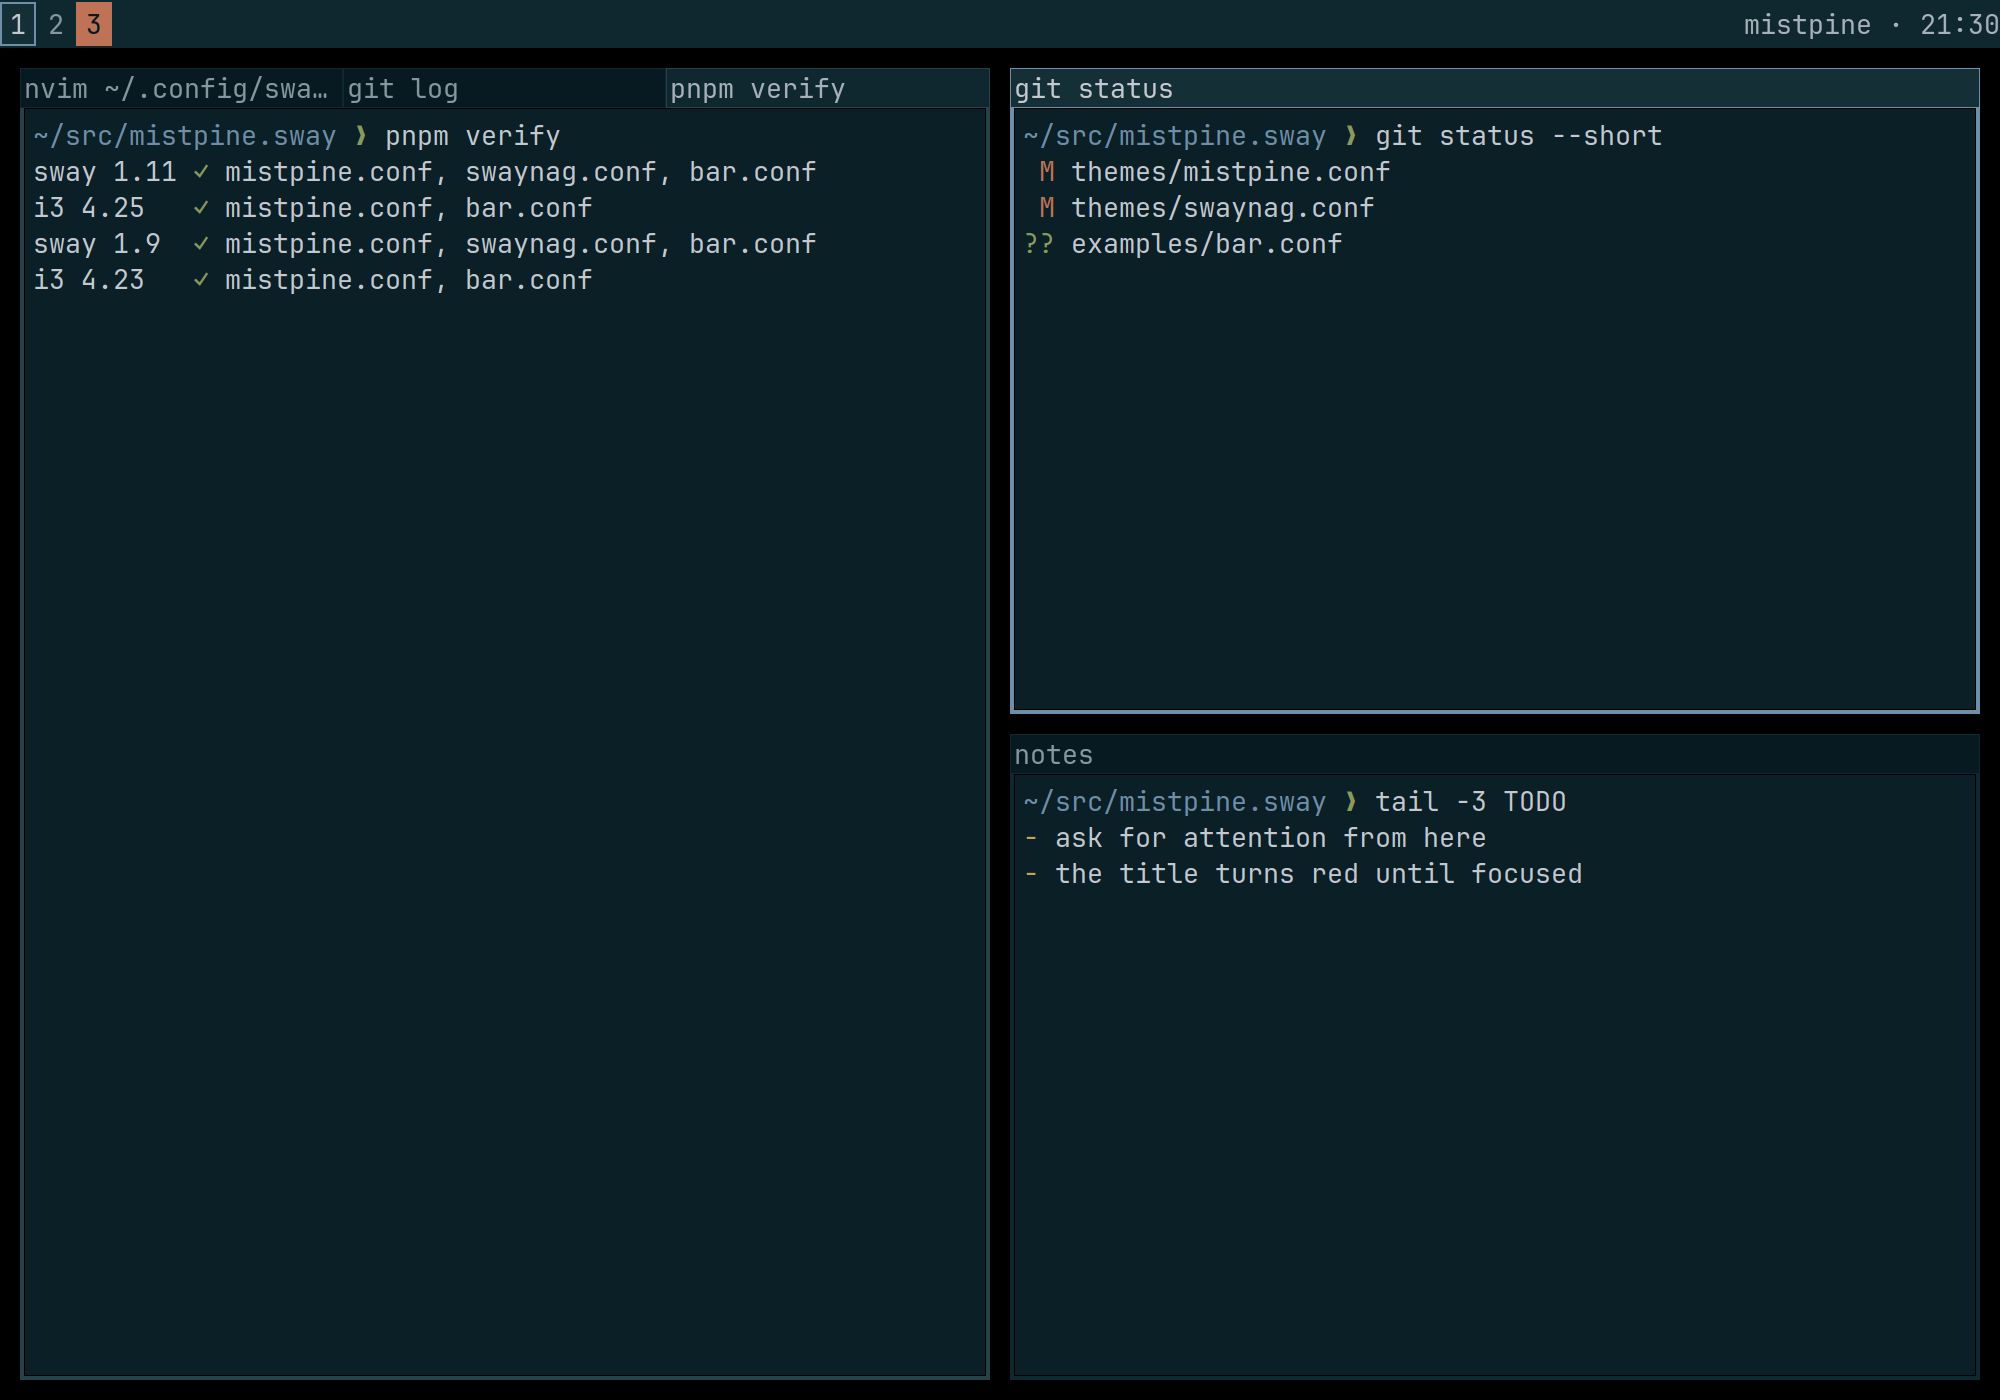 1 2 3 mistpine · 21:30
nvim ~/.config/swa… git log pnpm verify
~/src/mistpine.sway ❱ pnpm verify
sway 1.11 ✓ mistpine.conf, swaynag.conf, bar.conf
i3 4.25 ✓ mistpine.conf, bar.conf
sway 1.9 ✓ mistpine.conf, swaynag.conf, bar.conf
i3 4.23 ✓ mistpine.conf, bar.conf
git status
~/src/mistpine.sway ❱ git status --short
M themes/mistpine.conf
M themes/swaynag.conf
?? examples/bar.conf
notes
~/src/mistpine.sway ❱ tail -3 TODO
- ask for attention from here
- the title turns red until focused